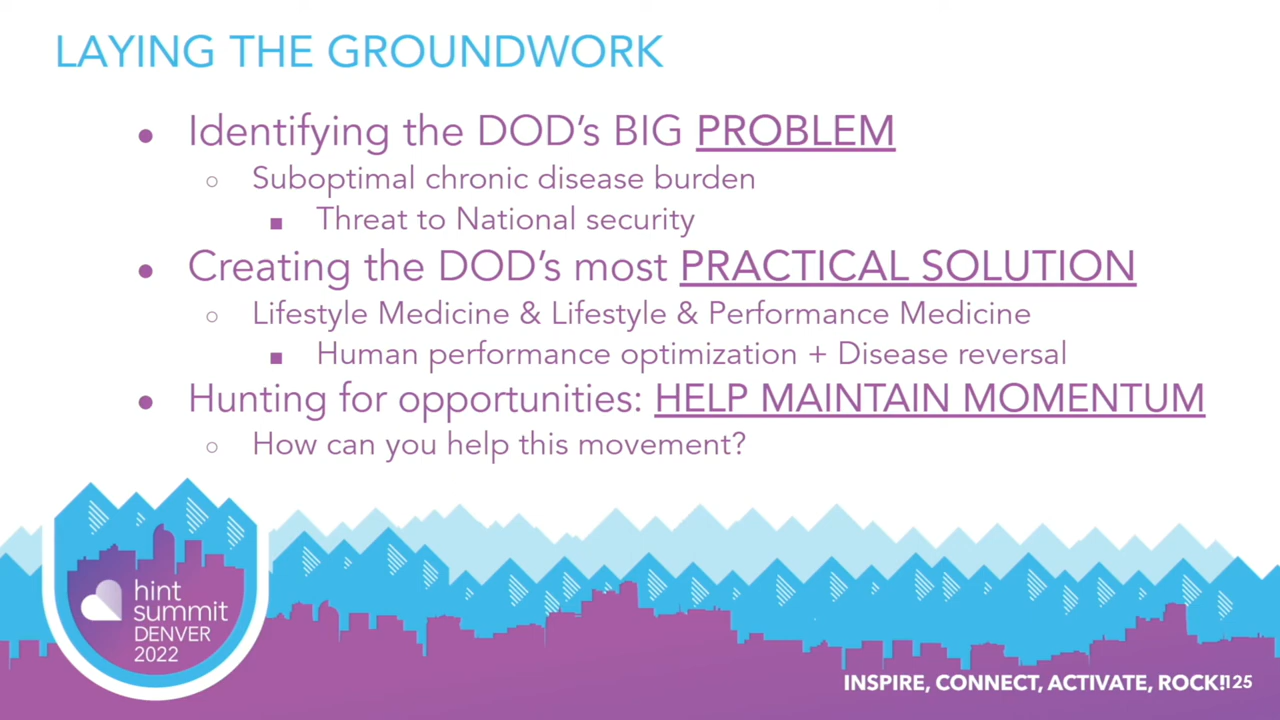 LAYING THE GROUNDWORK
● Identifying the DOD's BIG PROBLEM
○ Suboptimal chronic disease burden
■ Threat to National security
● Creating the DOD's most PRACTICAL SOLUTION
○ Lifestyle Medicine & Lifestyle & Performance Medicine
■ Human performance optimization + Disease reversal
● Hunting for opportunities: HELP MAINTAIN MOMENTUM
○ How can you help this movement?
hint
summit
DENVER
2022
INSPIRE, CONNECT, ACTIVATE, ROCK! 125